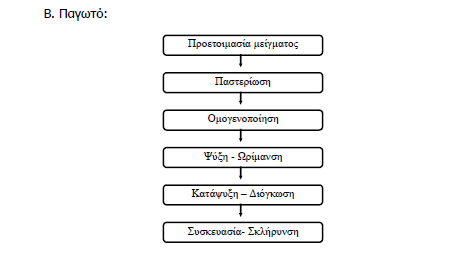 Β. Παγωτό:
Προετοιμασία μείγματος
Παστερίωση
Ομογενοποίηση
Ψύξη - Ωρίμανση
Κατάψυξη – Διόγκωση
Συσκευασία- Σκλήρυνση